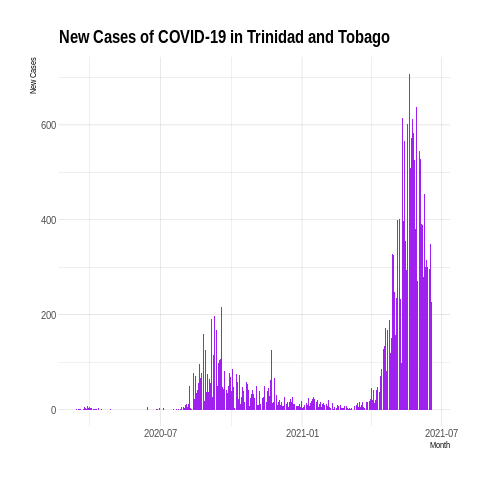 New Cases of COVID-19 in Trinidad and Tobago
New Cases
600
400
200
0
2020-07
2021-01
2021-07
Month